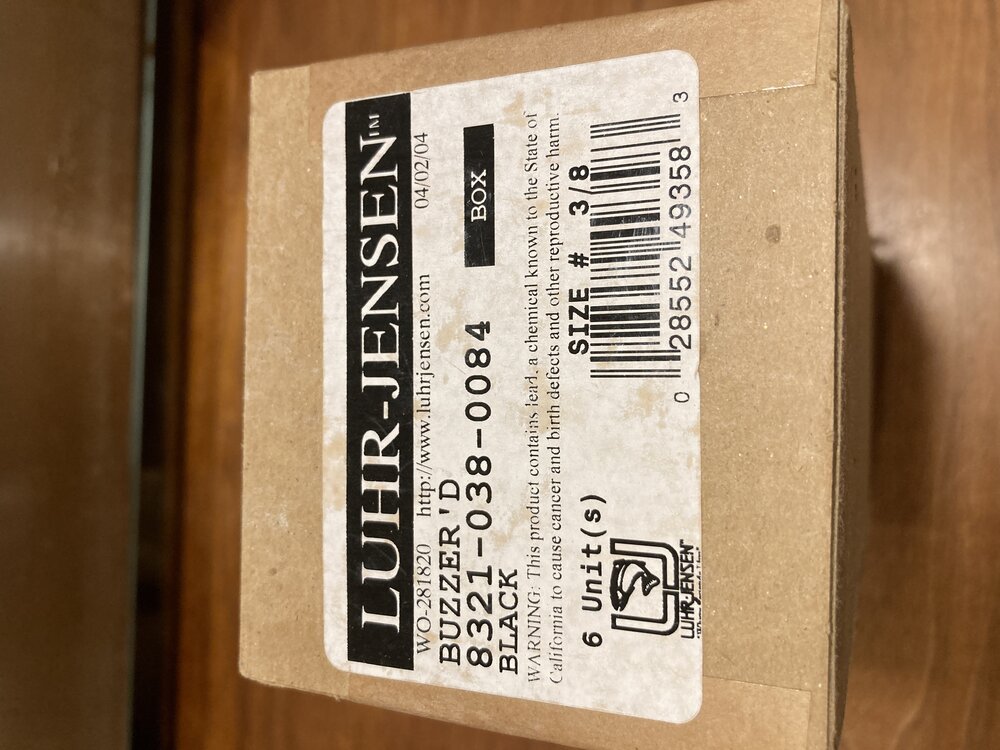 LUHR-JENSEN™
WO-281820 http://www.luhrjensen.com 04/02/04
BUZZER'D
8321-038-0084 BOX
BLACK
WARNING: This product contains lead, a chemical known to the State of
California to cause cancer and birth defects and other reproductive harm.
6 Unit(s) SIZE # 3/8
LJ
LUHR-JENSEN
0 28552 49358 3